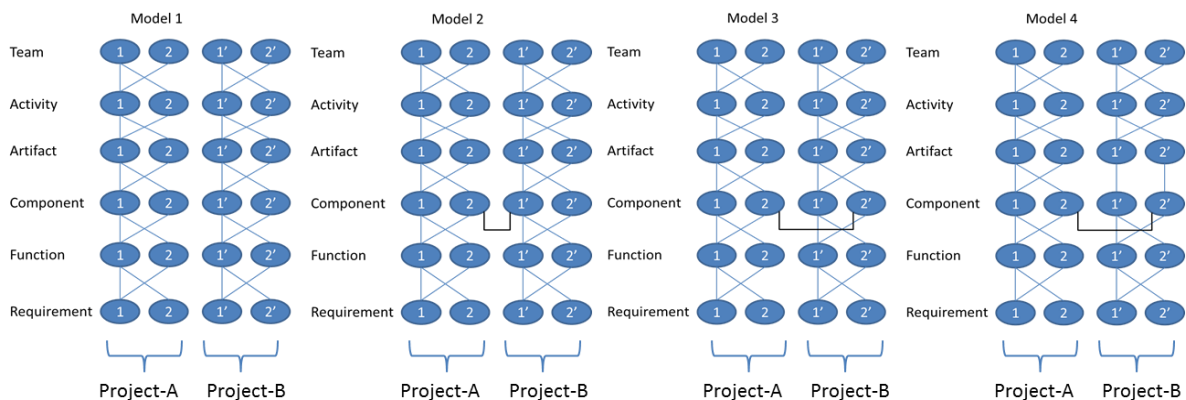 Model 1 Model 2 Model 3 Model 4
Team 1 2 1’ 2’ Team 1 2 1’ 2’ Team 1 2 1’ 2’ Team 1 2 1’ 2’
Activity 1 2 1’ 2’ Activity 1 2 1’ 2’ Activity 1 2 1’ 2’ Activity 1 2 1’ 2’
Artifact 1 2 1’ 2’ Artifact 1 2 1’ 2’ Artifact 1 2 1’ 2’ Artifact 1 2 1’ 2’
Component 1 2 1’ 2’ Component 1 2 1’ 2’ Component 1 2 1’ 2’ Component 1 2 1’ 2’
Function 1 2 1’ 2’ Function 1 2 1’ 2’ Function 1 2 1’ 2’ Function 1 2 1’ 2’
Requirement 1 2 1’ 2’ Requirement 1 2 1’ 2’ Requirement 1 2 1’ 2’ Requirement 1 2 1’ 2’
Project-A Project-B Project-A Project-B Project-A Project-B Project-A Project-B